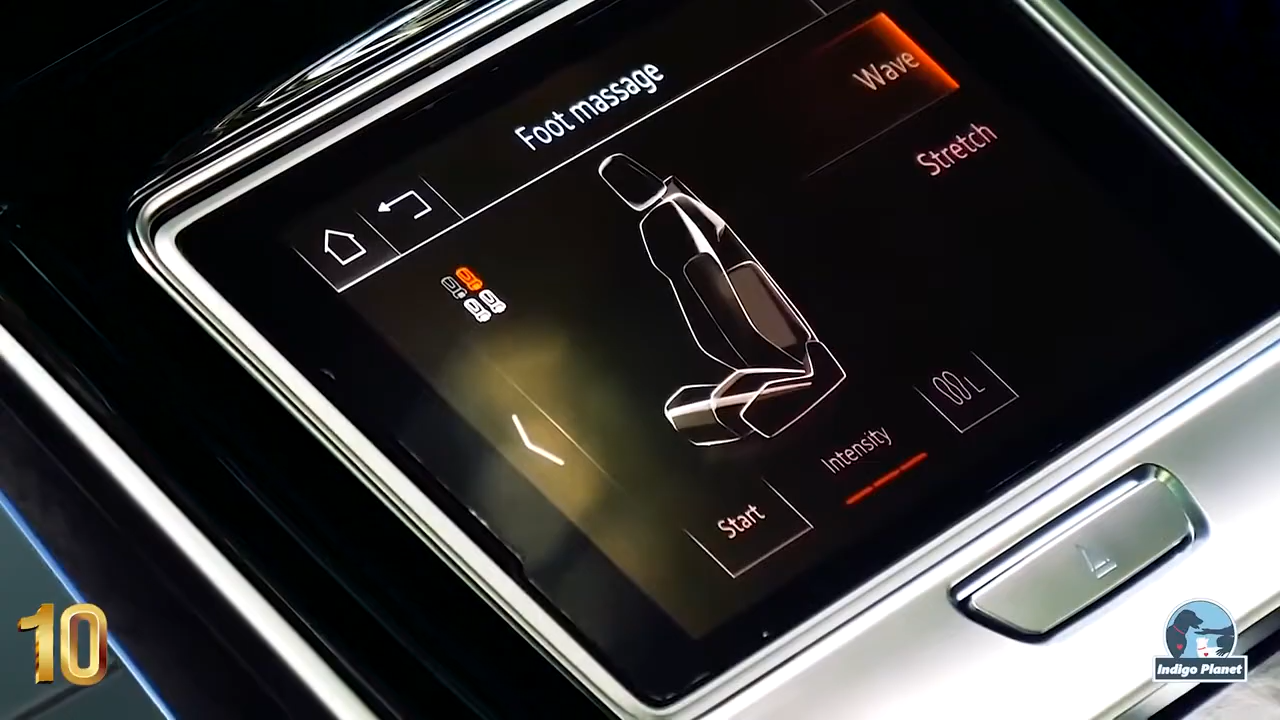 Foot massage
Wave
Stretch
Intensity
Start
10
Indigo Planet